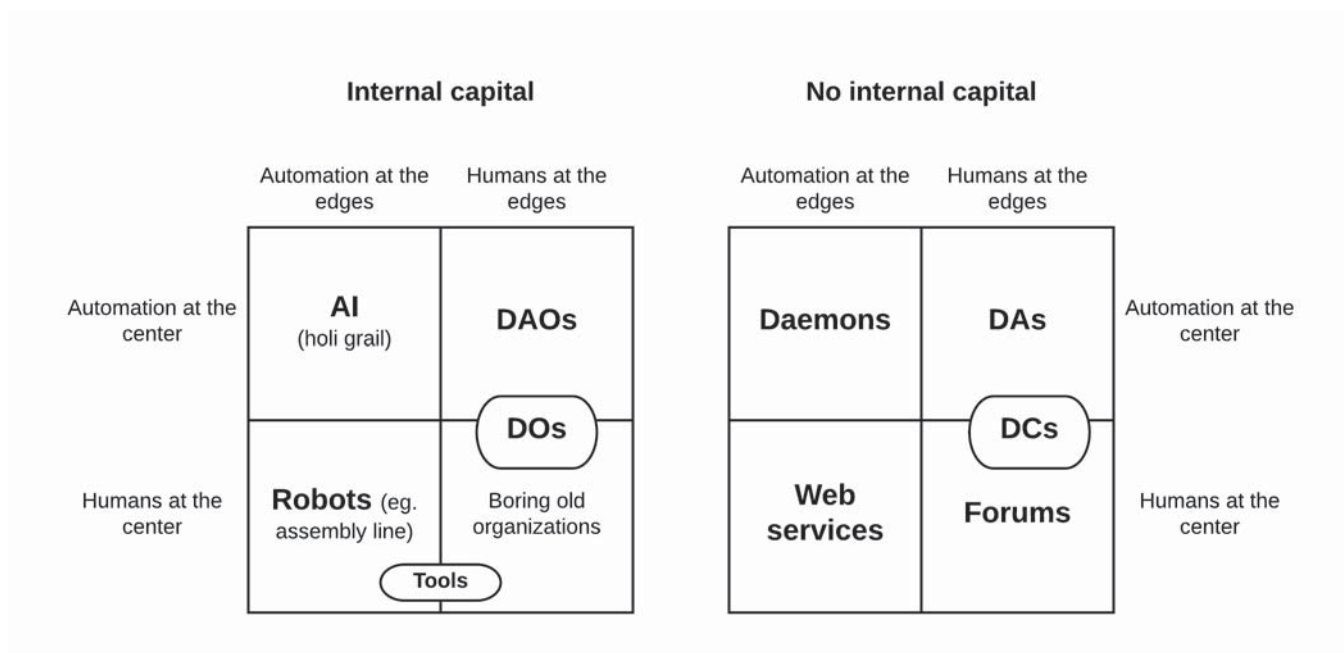 Internal capital
No internal capital
Automation at the
edges
Humans at the
edges
Automation at the
edges
Humans at the
edges
Automation at the
center
AI
(holi grail)
DAOs
Daemons
DAs
Automation at the
center
DOs
DCs
Humans at the
center
Robots (eg.
assembly line)
Boring old
organizations
Web
services
Forums
Humans at the
center
Tools